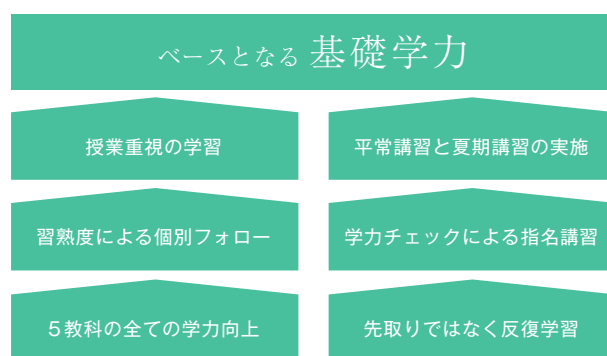 ベースとなる 基礎学力
授業重視の学習
平常講習と夏期講習の実施
習熟度による個別フォロー
学力チェックによる指名講習
5教科の全ての学力向上
先取りではなく反復学習